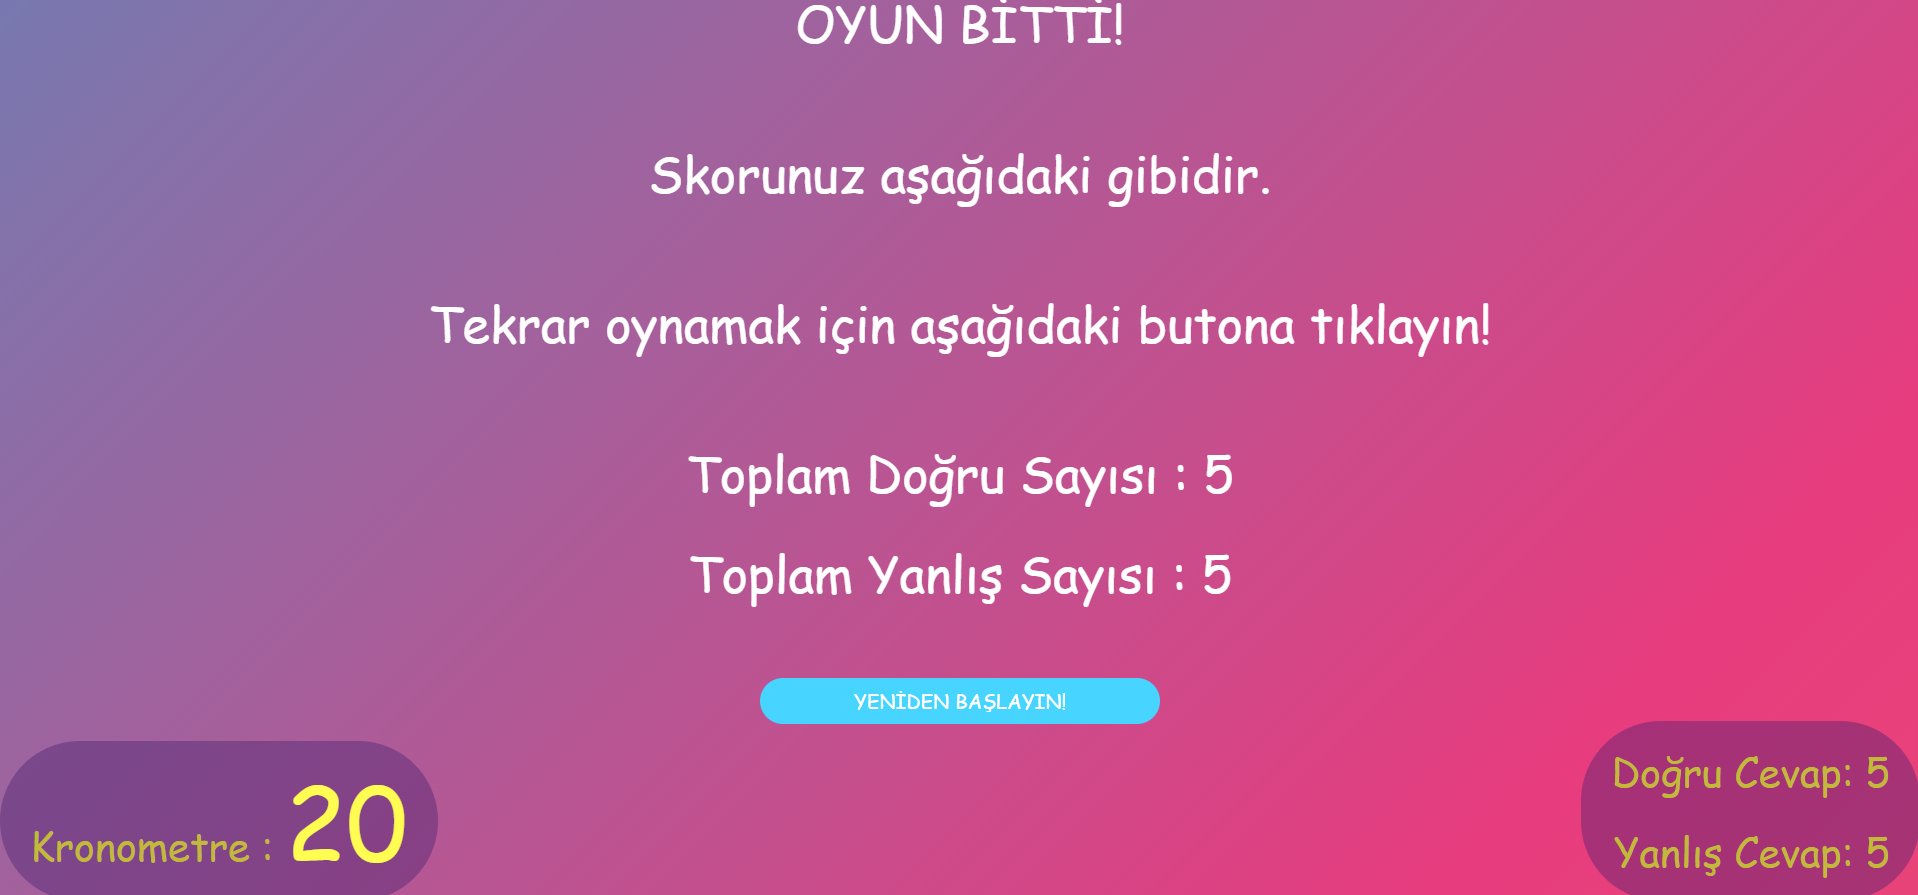 OYUN BİTTİ!
Skorunuz aşağıdaki gibidir.
Tekrar oynamak için aşağıdaki butona tıklayın!
Toplam Doğru Sayısı : 5
Toplam Yanlış Sayısı : 5
YENİDEN BAŞLAYIN!
Kronometre : 20
Doğru Cevap: 5
Yanlış Cevap: 5